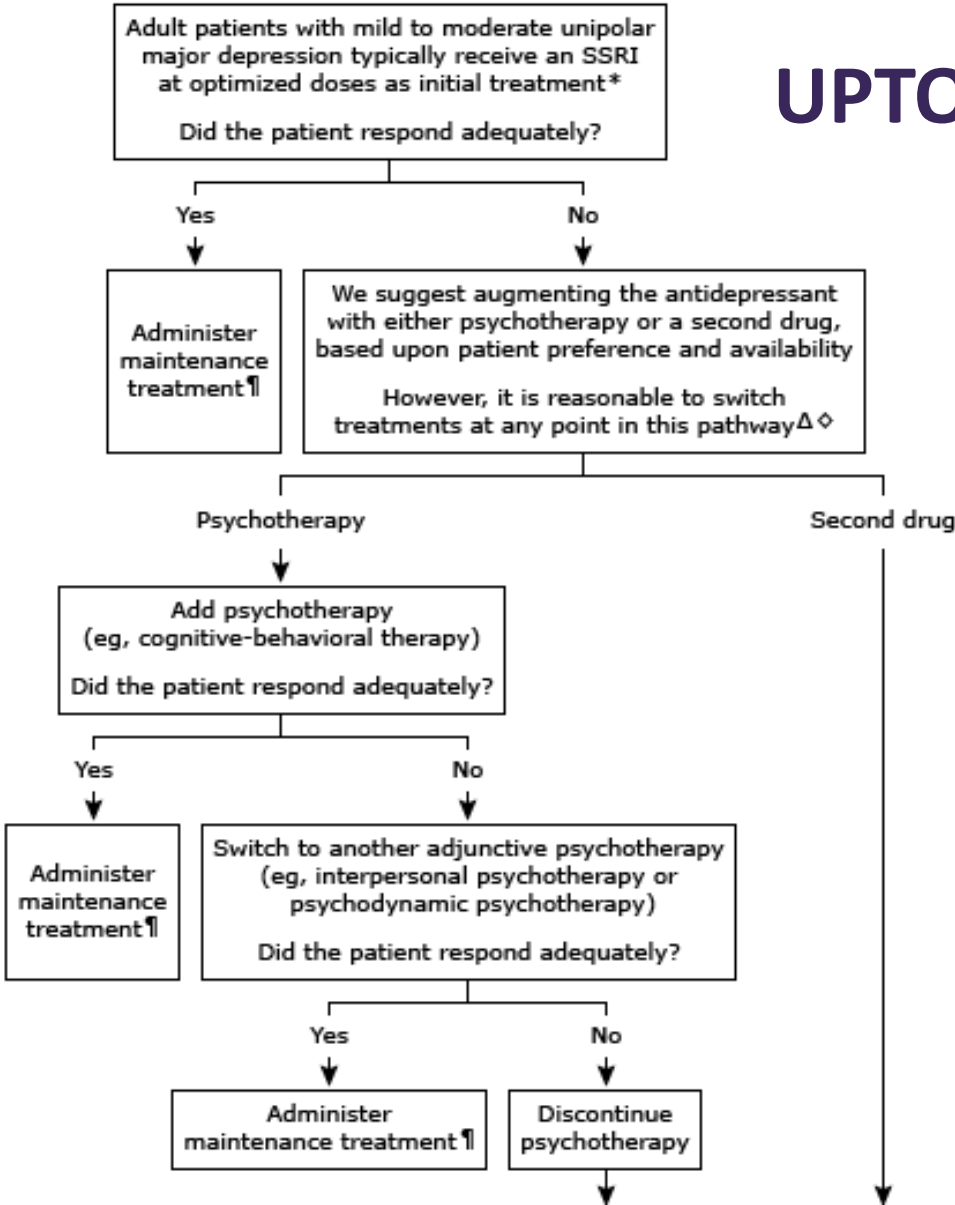 Adult patients with mild to moderate unipolar
major depression typically receive an SSRI
at optimized doses as initial treatment*
Did the patient respond adequately?
UPTO
Yes
No
Administer
maintenance
treatment¶
We suggest augmenting the antidepressant
with either psychotherapy or a second drug,
based upon patient preference and availability
However, it is reasonable to switch
treatments at any point in this pathwayΔ◇
Psychotherapy
Second drug
Add psychotherapy
(eg, cognitive-behavioral therapy)
Did the patient respond adequately?
Yes
No
Administer
maintenance
treatment¶
Switch to another adjunctive psychotherapy
(eg, interpersonal psychotherapy or
psychodynamic psychotherapy)
Did the patient respond adequately?
Yes
No
Administer
maintenance treatment¶
Discontinue
psychotherapy